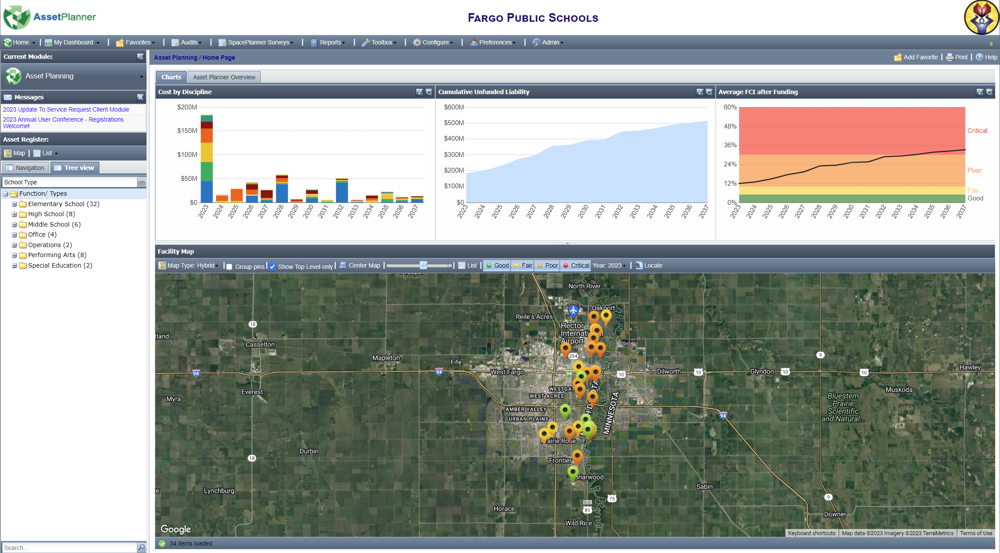 AssetPlanner
Fargo Public Schools
Home
My Dashboard
Favorites
Audits
SpacePlanner Surveys
Reports
Toolbox
Configure
Preferences
Admin
Current Module:
Asset Planning / Home Page
Add Favorite
Print
Help
Asset Planning
Messages
2023 Update To Service Request Client Module
2023 Annual User Conference - Registrations
Welcome!
Asset Register:
Map
List
Navigation
Tree view
School Type
Function/ Types
Elementary School (32)
High School (8)
Middle School (6)
Office (4)
Operations (2)
Performing Arts (8)
Special Education (2)
Search...
Charts
Asset Planner Overview
Cost by Discipline
$200M
$150M
$100M
$50M
$0
2023 2024 2025 2026 2027 2028 2029 2030 2031 2032 2033 2034 2035 2036 2037
Cumulative Unfunded Liability
$600M
$500M
$400M
$300M
$200M
$100M
$0
2023 2024 2025 2026 2027 2028 2029 2030 2031 2032 2033 2034 2035 2036 2037
Average FCI after Funding
60%
48%
36%
24%
12%
0%
Critical
Poor
Fair
Good
2023 2024 2025 2026 2027 2028 2029 2030 2031 2032 2033 2034 2035 2036 2037
Facility Map
Map Type: Hybrid
Group pins
Show Top Level only
Center Map
List
Good
Fair
Poor
Critical
Year: 2023
Locate
Prosper
North River
Oakport
Reile's Acres
Hector
International
Airport
18
tland
Casselton
294
9
Mapleton
Fife
94
94
West Fargo
94
10
Dilworth
10
Glyndon
10
10
Hawley
Everest
WESTGAT
WEST ACRES
Myra
Muskoda
Bluestem
Prairie
Scientific
and Natural...
AMBER VALLEY
URBAN PLAINS
MINNESOTA
94
Prairie Rose
Durbin
18
Frontier
Briarwood
Sabin
Lynchburg
75
9
BUS
81
Horace
Downer
Wild Rice
Google
Keyboard shortcuts
Map data ©2023 Imagery ©2023 TerraMetrics
Terms of Use
34 items loaded